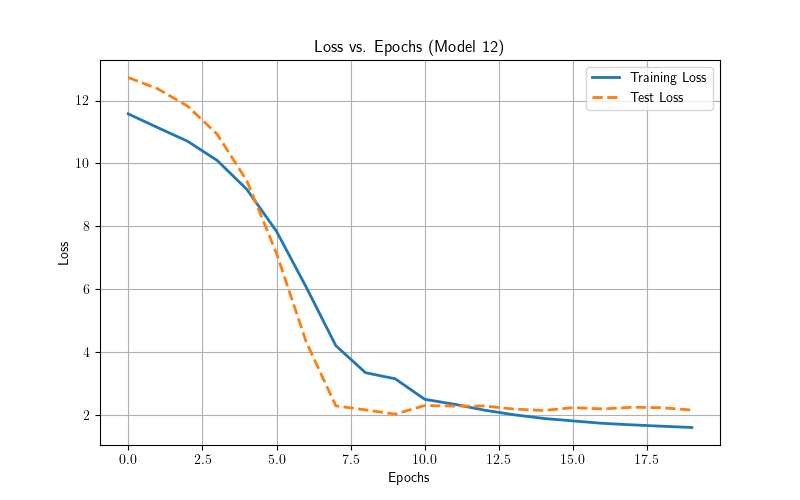 Loss vs. Epochs (Model 12)
Training Loss
Test Loss
Loss
12
10
8
6
4
2
0.0 2.5 5.0 7.5 10.0 12.5 15.0 17.5
Epochs